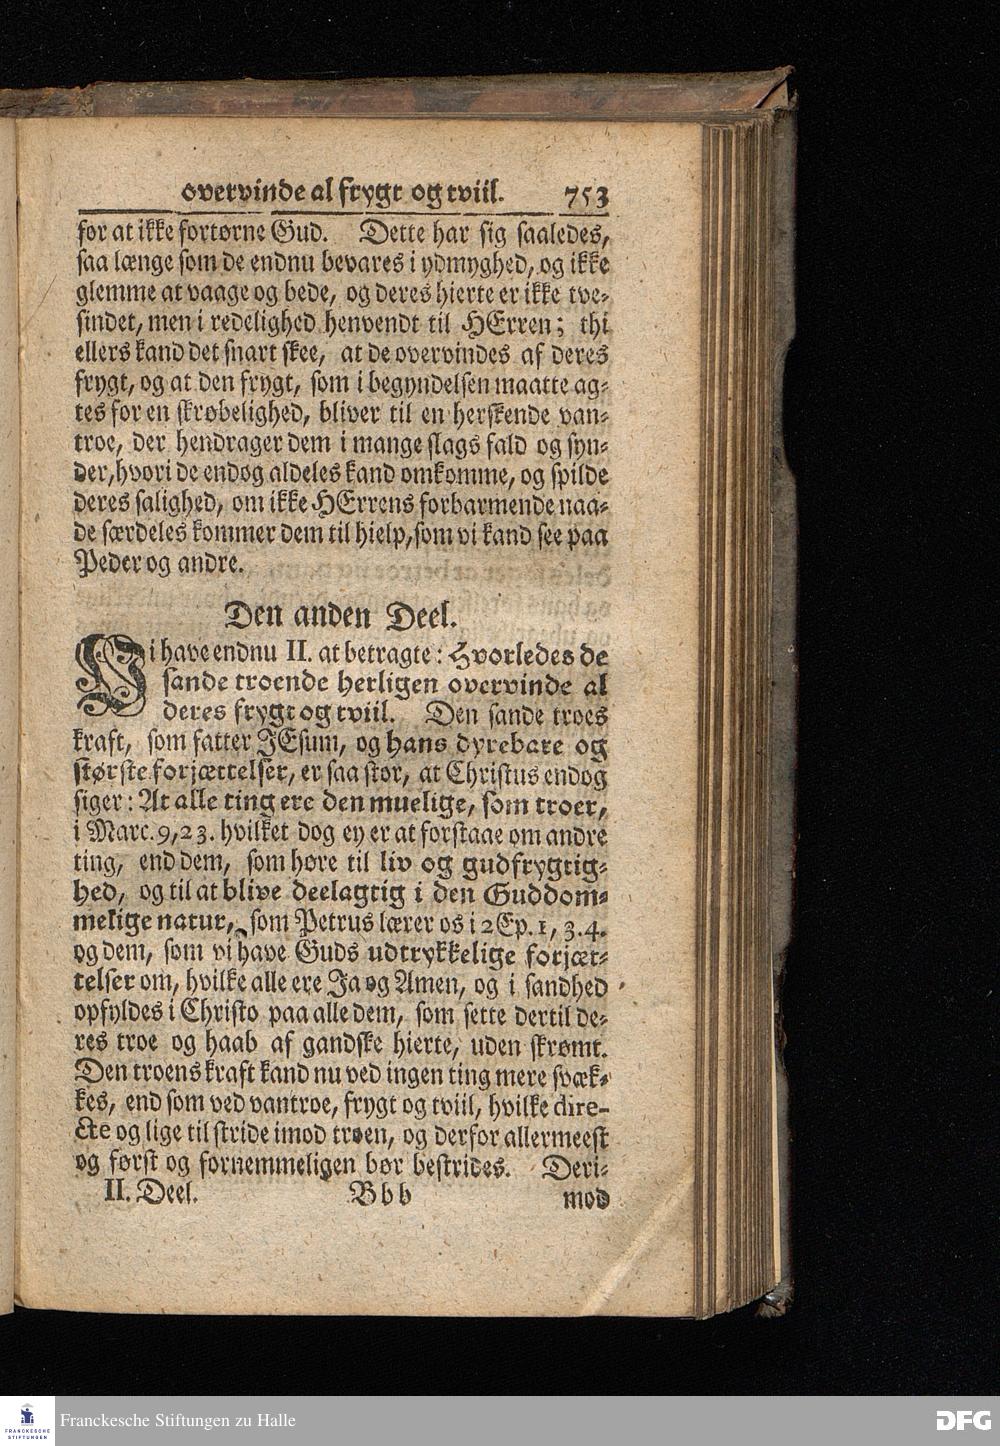 overvinde al frygt og tviil. 753
for at ikke fortørne Gud. Dette har sig saaledes,
saa længe som de endnu bevares i ydmyghed, og ikke
glemme at vaage og bede, og deres hierte er ikke tve-
sindet, men i redelighed henvendt til HErren; thi
ellers kand det snart skee, at de overvindes af deres
frygt, og at den frygt, som i begyndelsen maatte ag-
tes for en skrøbelighed, bliver til en herskende van-
troe, der hendrager dem i mange slags fald og syn-
der, hvori de endog aldeles kand omkomme, og spilde
deres salighed, om ikke HErrens forbarmende naa-
de særdeles kommer dem til hielp, som vi kand see paa
Peder og andre.
Den anden Deel.
Vi have endnu II. at betragte: Hvorledes de
sande troende herligen overvinde al
deres frygt og tviil. Den sande troes
kraft, som fatter JEsum, og hans dyrebare og
største forjættelser, er saa stor, at Christus endog
siger: At alle ting ere den muelige, som troer,
i Marc. 9, 23. hvilket dog ey er at forstaae om andre
ting, end dem, som høre til liv og gudfrygtig-
hed, og til at blive deelagtig i den Guddom-
melige natur, som Petrus lærer os i 2 Ep. 1, 3. 4.
og dem, som vi have Guds udtrykkelige forjæt-
telser om, hvilke alle ere Ja og Amen, og i sandhed
opfyldes i Christo paa alle dem, som sette dertil de-
res troe og haab af gandske hierte, uden skrømt.
Den troens kraft kand nu ved ingen ting mere svæk-
kes, end som ved vantroe, frygt og tviil, hvilke dire-
cte og lige til stride imod troen, og derfor allermeest
og først og fornemmeligen bør bestrides. Deri-
II. Deel. Bbb mod
FRANCKESCHE STIFTUNGEN
Franckesche Stiftungen zu Halle
DFG